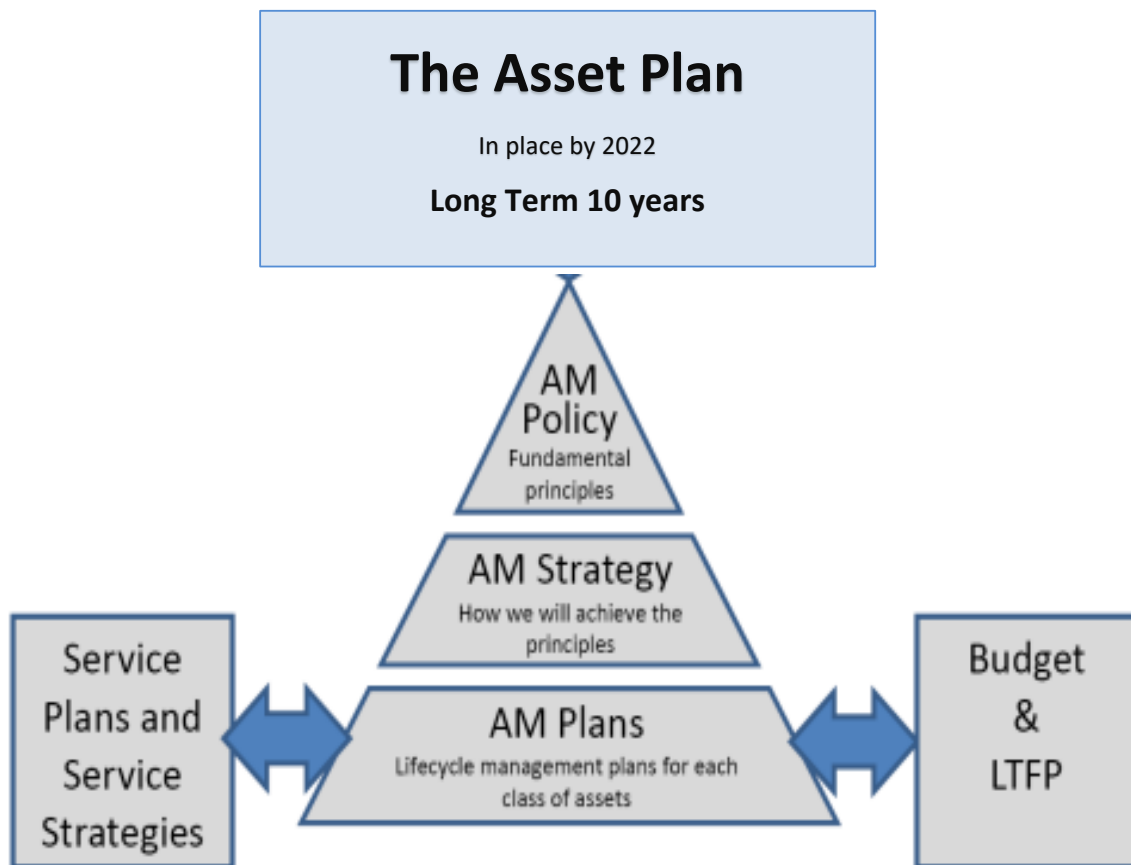 The Asset Plan
In place by 2022
Long Term 10 years
AM
Policy
Fundamental
principles
AM Strategy
How we will achieve the
principles
Service
Plans and
Service
Strategies
AM Plans
Lifecycle management plans for each
class of assets
Budget
&
LTFP